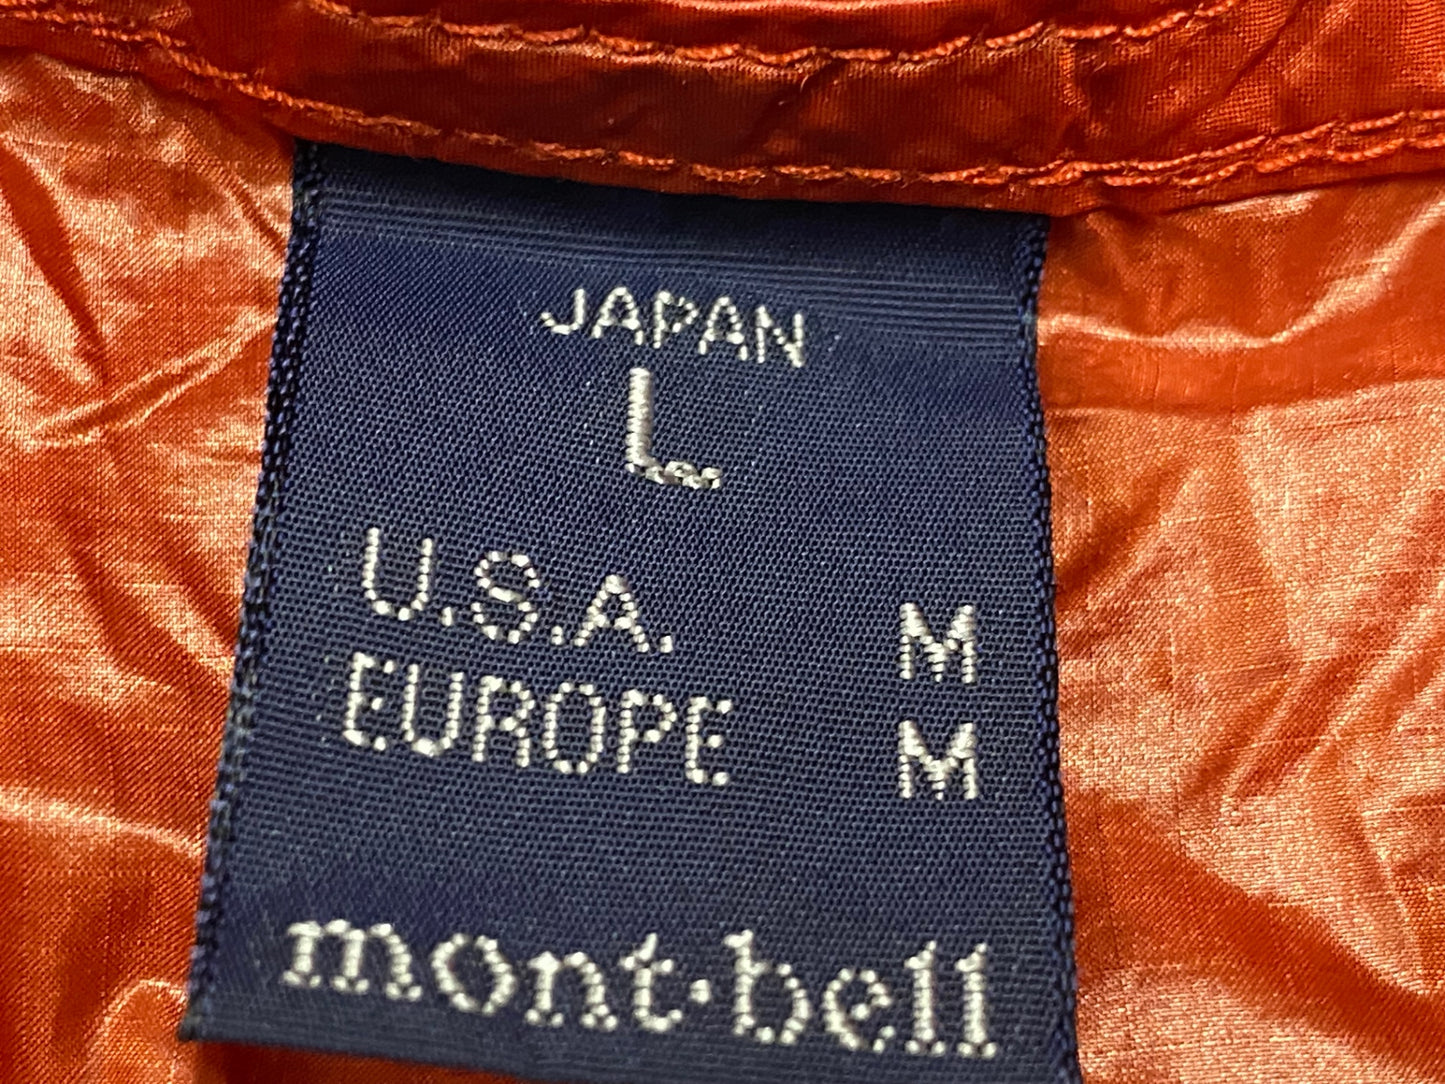 JAPAN
L
U.S.A. M
EUROPE M
mont·bell